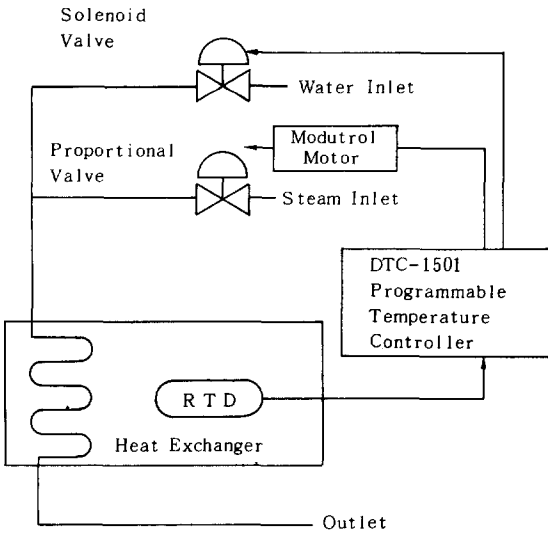 Solenoid
Valve
Water Inlet
Modutrol
Motor
Proportional
Valve
Steam Inlet
DTC-1501
Programmable
Temperature
Controller
RTD
Heat Exchanger
Outlet